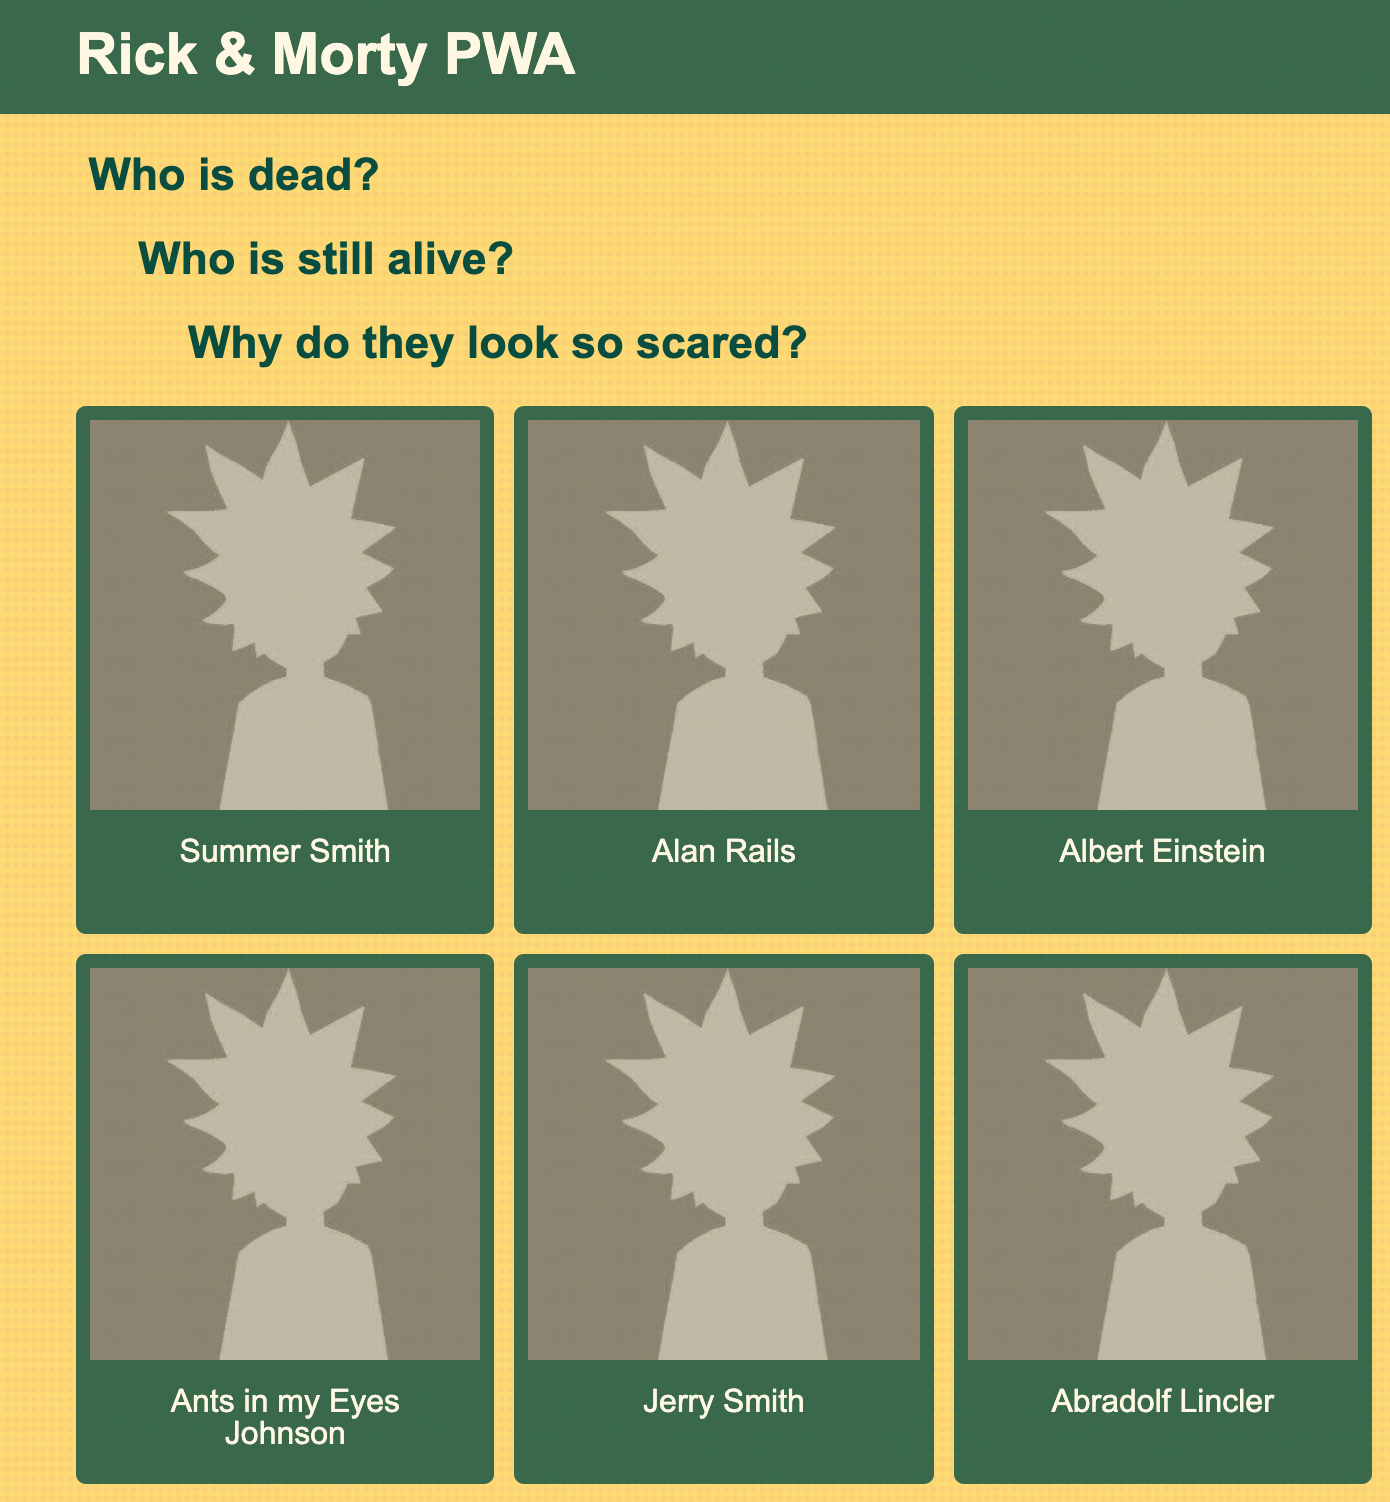 Rick & Morty PWA
Who is dead?
Who is still alive?
Why do they look so scared?
Summer Smith
Alan Rails
Albert Einstein
Ants in my Eyes
Johnson
Jerry Smith
Abradolf Lincler